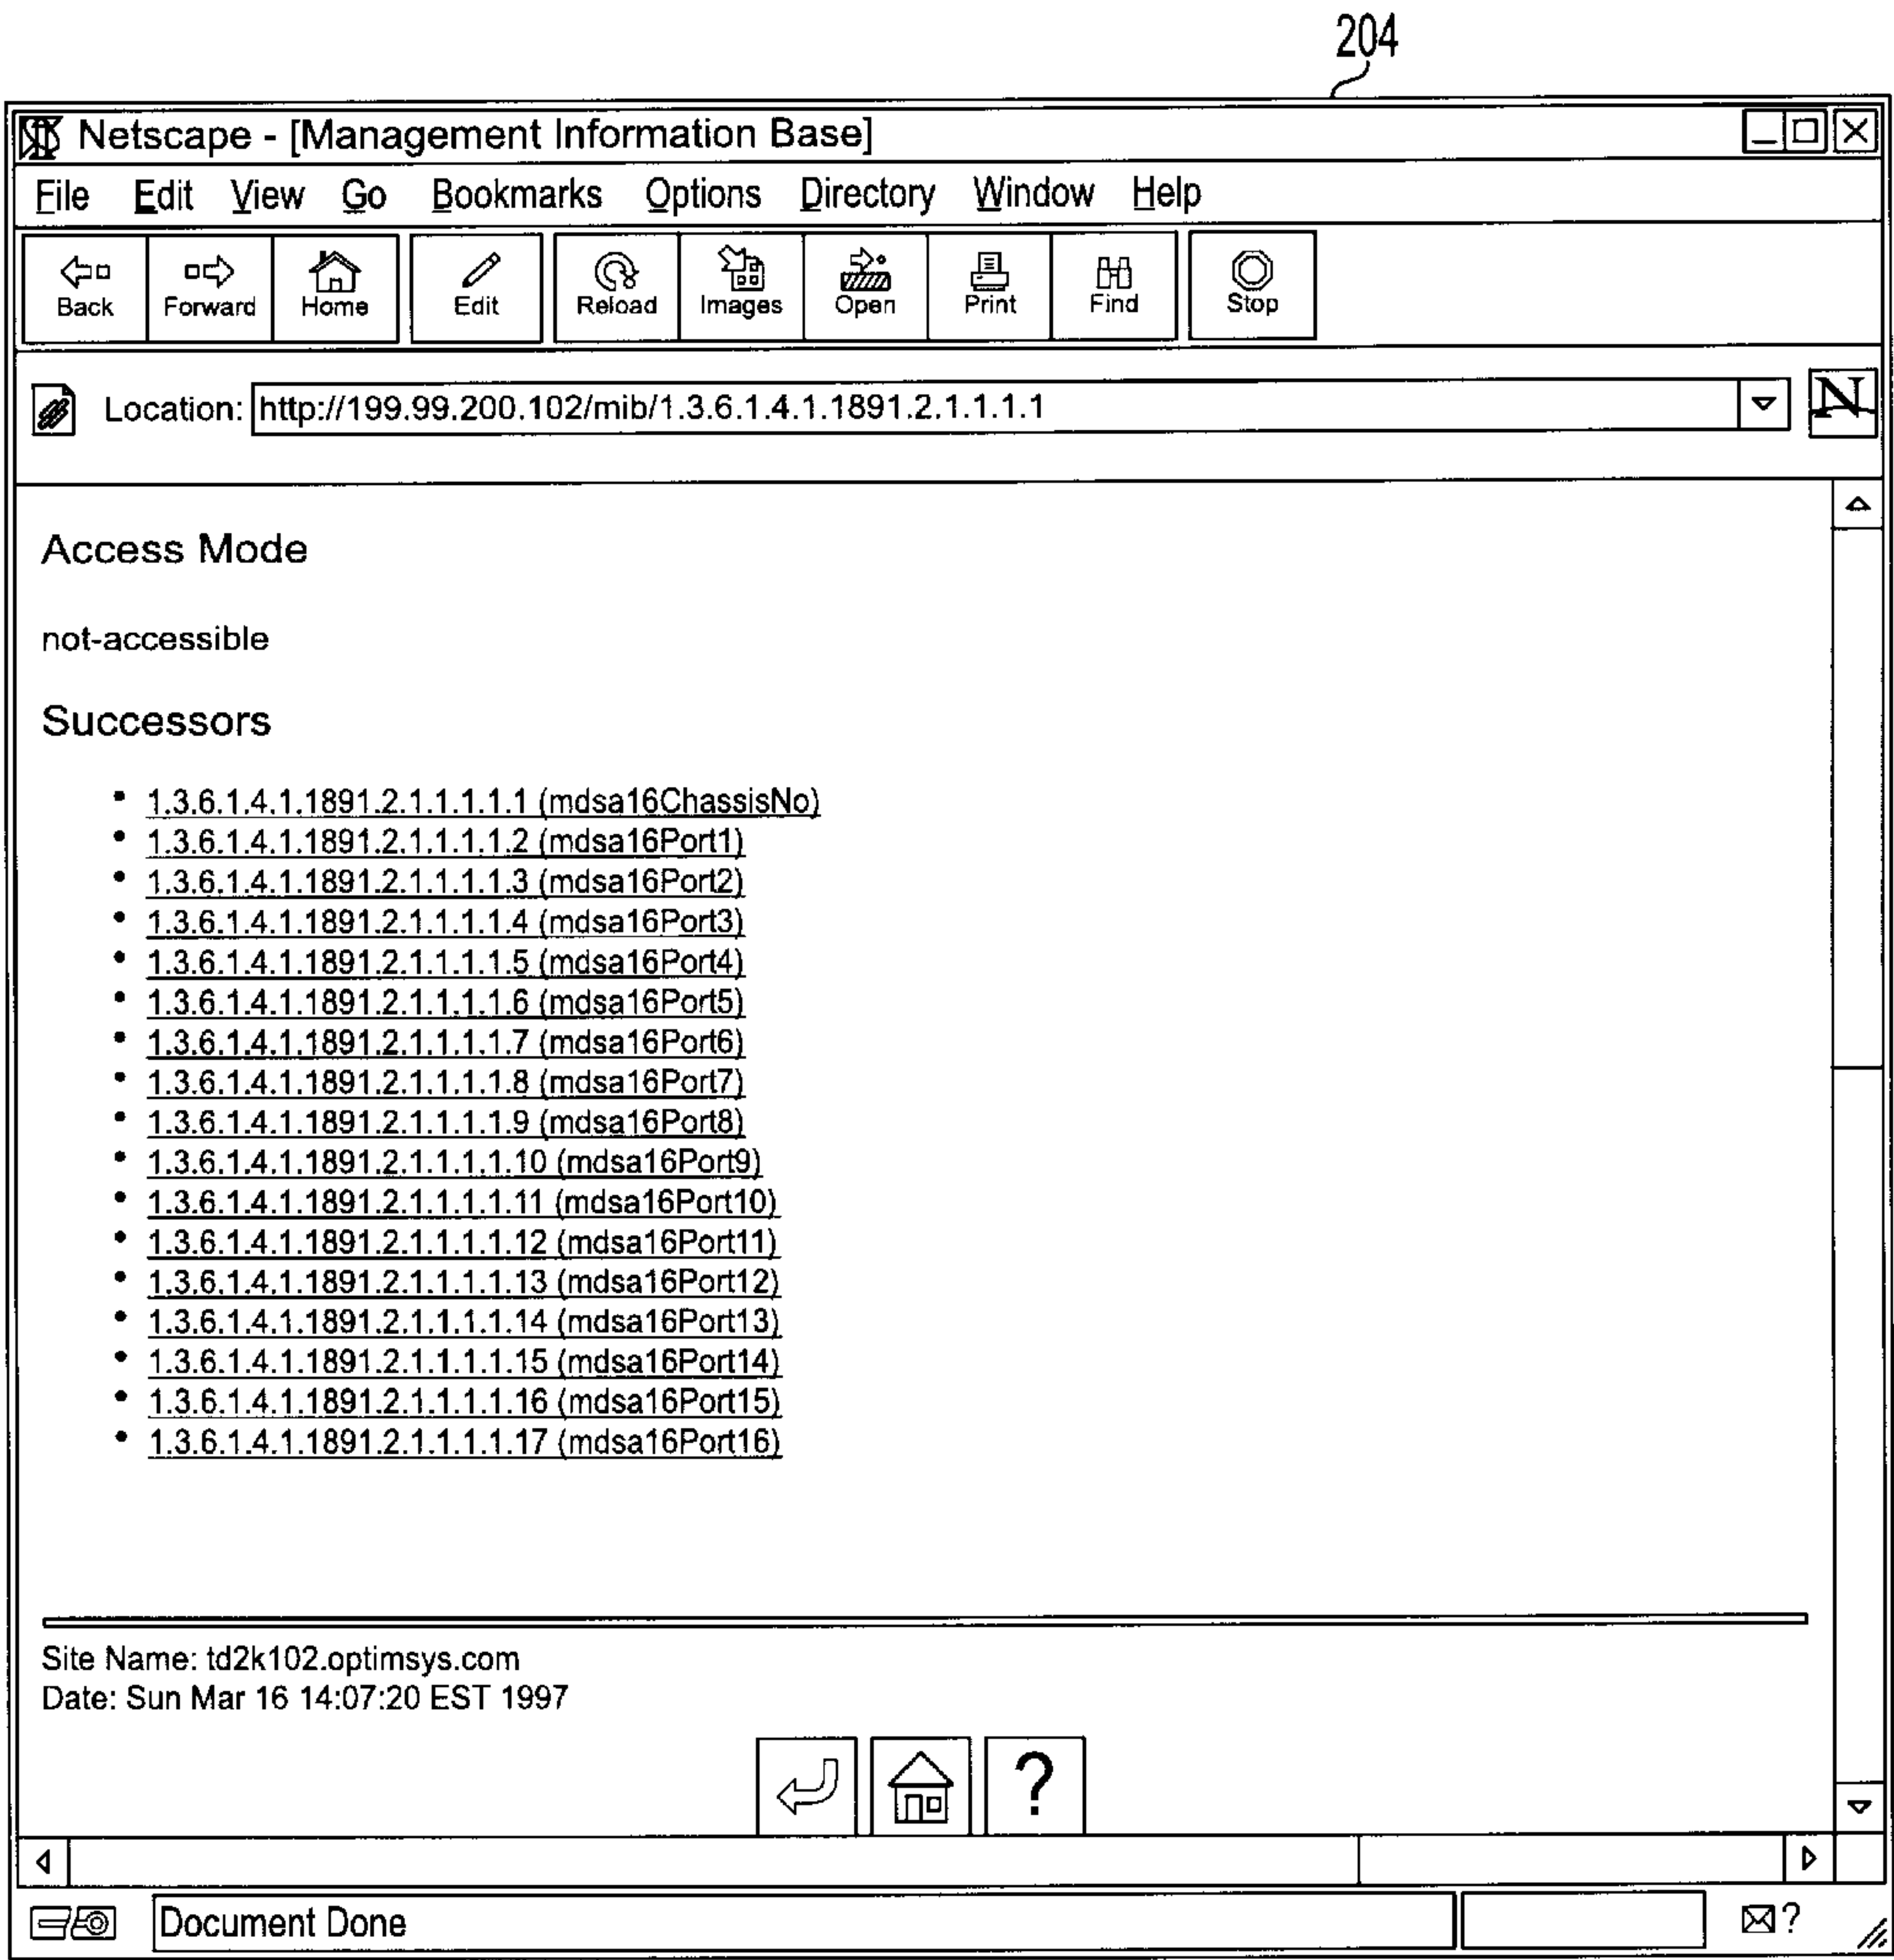 204
Netscape - [Management Information Base]
File Edit View Go Bookmarks Options Directory Window Help
Back Forward Home Edit Reload Images Open Print Find Stop
Location: http://199.99.200.102/mib/1.3.6.1.4.1.1891.2.1.1.1.1 N
Access Mode
not-accessible
Successors
• 1.3.6.1.4.1.1891.2.1.1.1.1.1 (mdsa16ChassisNo)
• 1.3.6.1.4.1.1891.2.1.1.1.1.2 (mdsa16Port1)
• 1.3.6.1.4.1.1891.2.1.1.1.1.3 (mdsa16Port2)
• 1.3.6.1.4.1.1891.2.1.1.1.1.4 (mdsa16Port3)
• 1.3.6.1.4.1.1891.2.1.1.1.1.5 (mdsa16Port4)
• 1.3.6.1.4.1.1891.2.1.1.1.1.6 (mdsa16Port5)
• 1.3.6.1.4.1.1891.2.1.1.1.1.7 (mdsa16Port6)
• 1.3.6.1.4.1.1891.2.1.1.1.1.8 (mdsa16Port7)
• 1.3.6.1.4.1.1891.2.1.1.1.1.9 (mdsa16Port8)
• 1.3.6.1.4.1.1891.2.1.1.1.1.10 (mdsa16Port9)
• 1.3.6.1.4.1.1891.2.1.1.1.1.11 (mdsa16Port10)
• 1.3.6.1.4.1.1891.2.1.1.1.1.12 (mdsa16Port11)
• 1.3.6.1.4.1.1891.2.1.1.1.1.13 (mdsa16Port12)
• 1.3.6.1.4.1.1891.2.1.1.1.1.14 (mdsa16Port13)
• 1.3.6.1.4.1.1891.2.1.1.1.1.15 (mdsa16Port14)
• 1.3.6.1.4.1.1891.2.1.1.1.1.16 (mdsa16Port15)
• 1.3.6.1.4.1.1891.2.1.1.1.1.17 (mdsa16Port16)
Site Name: td2k102.optimsys.com
Date: Sun Mar 16 14:07:20 EST 1997
?
Document Done ?